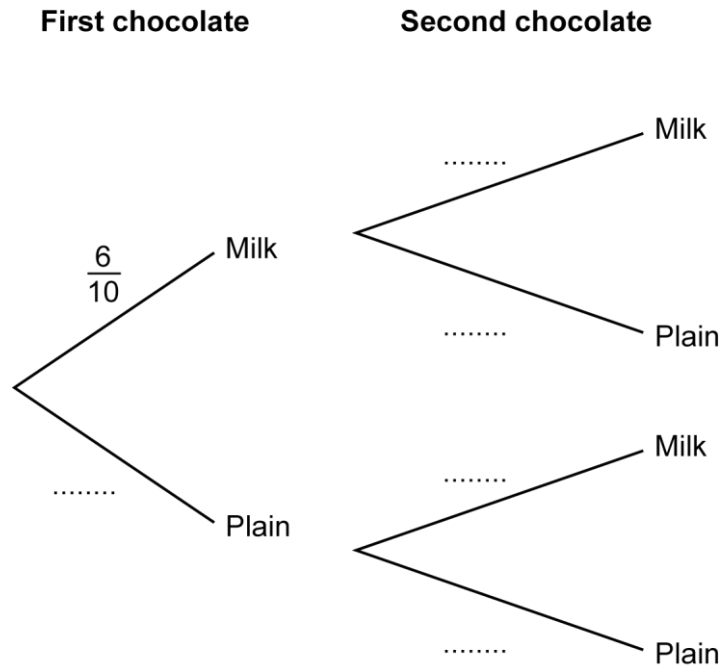 First chocolate Second chocolate
Milk
........
6
10
Milk
........
Plain
Milk
........
........
Plain
........
Plain